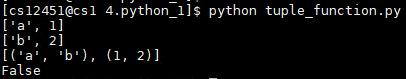 [cs12451@cs1 4.python_1]$ python tuple_function.py
['a', 1]
['b', 2]
[('a', 'b'), (1, 2)]
False